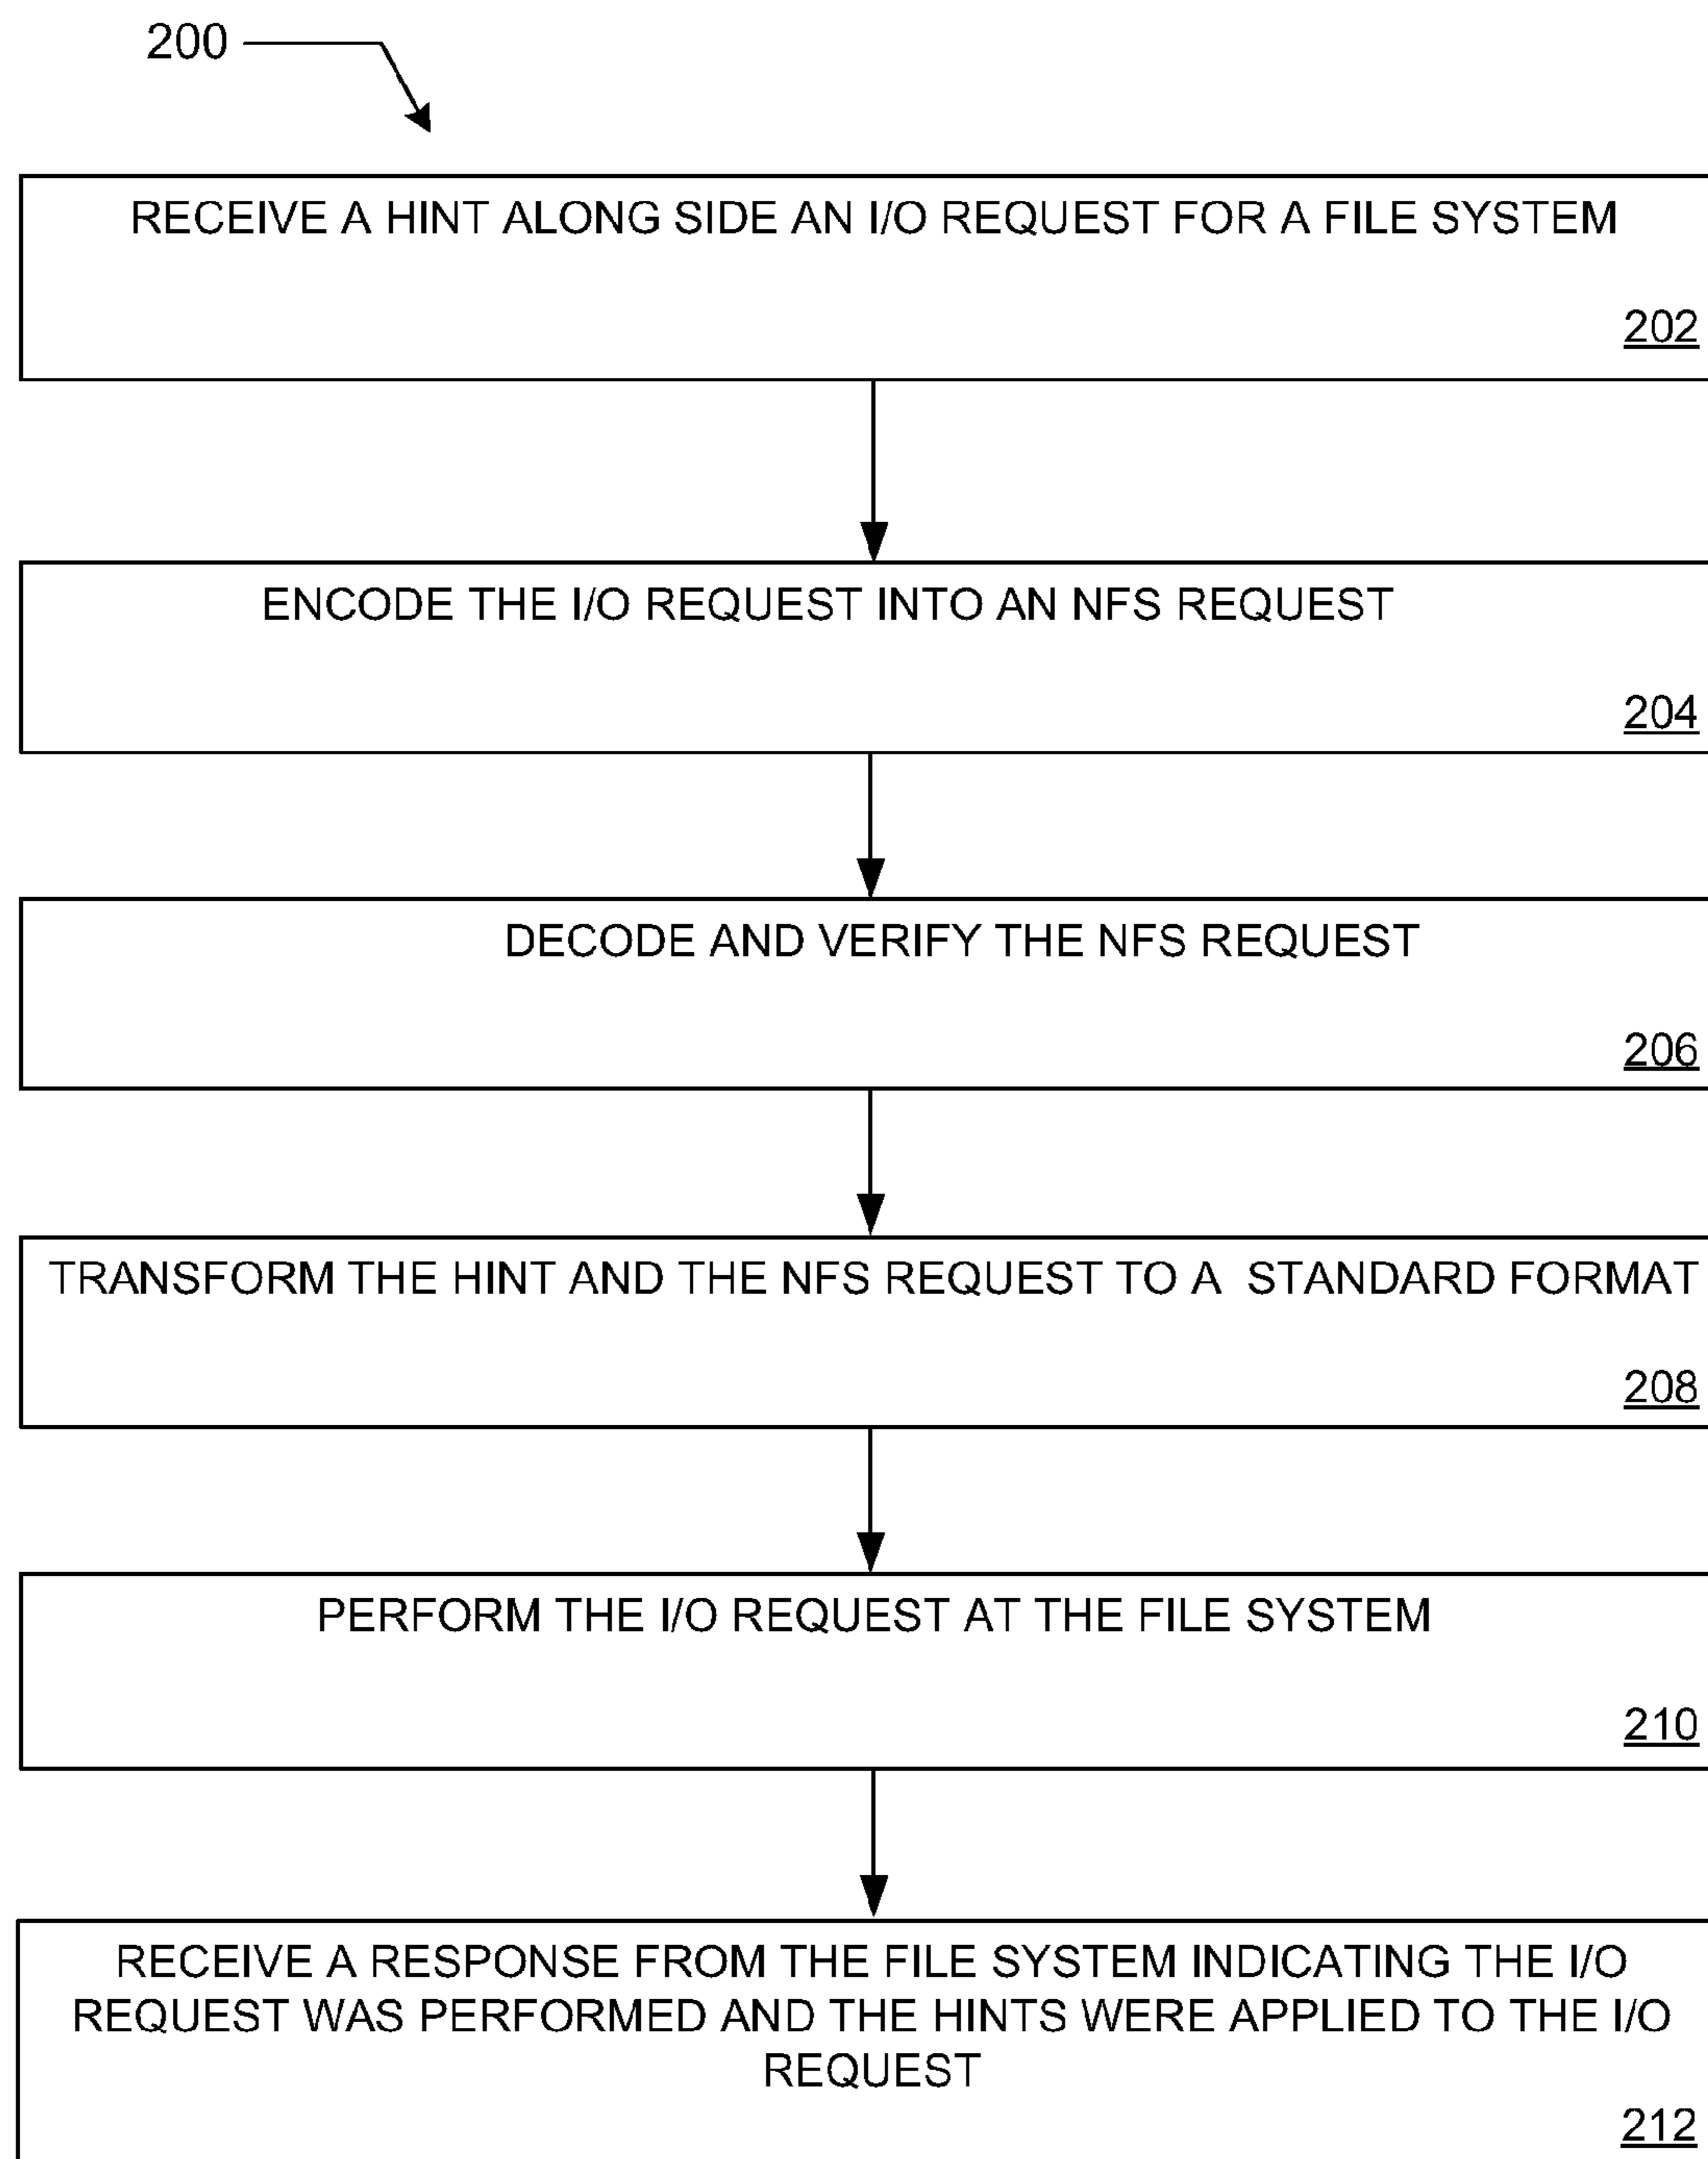 200
RECEIVE A HINT ALONG SIDE AN I/O REQUEST FOR A FILE SYSTEM
202
ENCODE THE I/O REQUEST INTO AN NFS REQUEST
204
DECODE AND VERIFY THE NFS REQUEST
206
TRANSFORM THE HINT AND THE NFS REQUEST TO A STANDARD FORMAT
208
PERFORM THE I/O REQUEST AT THE FILE SYSTEM
210
RECEIVE A RESPONSE FROM THE FILE SYSTEM INDICATING THE I/O
REQUEST WAS PERFORMED AND THE HINTS WERE APPLIED TO THE I/O
REQUEST
212